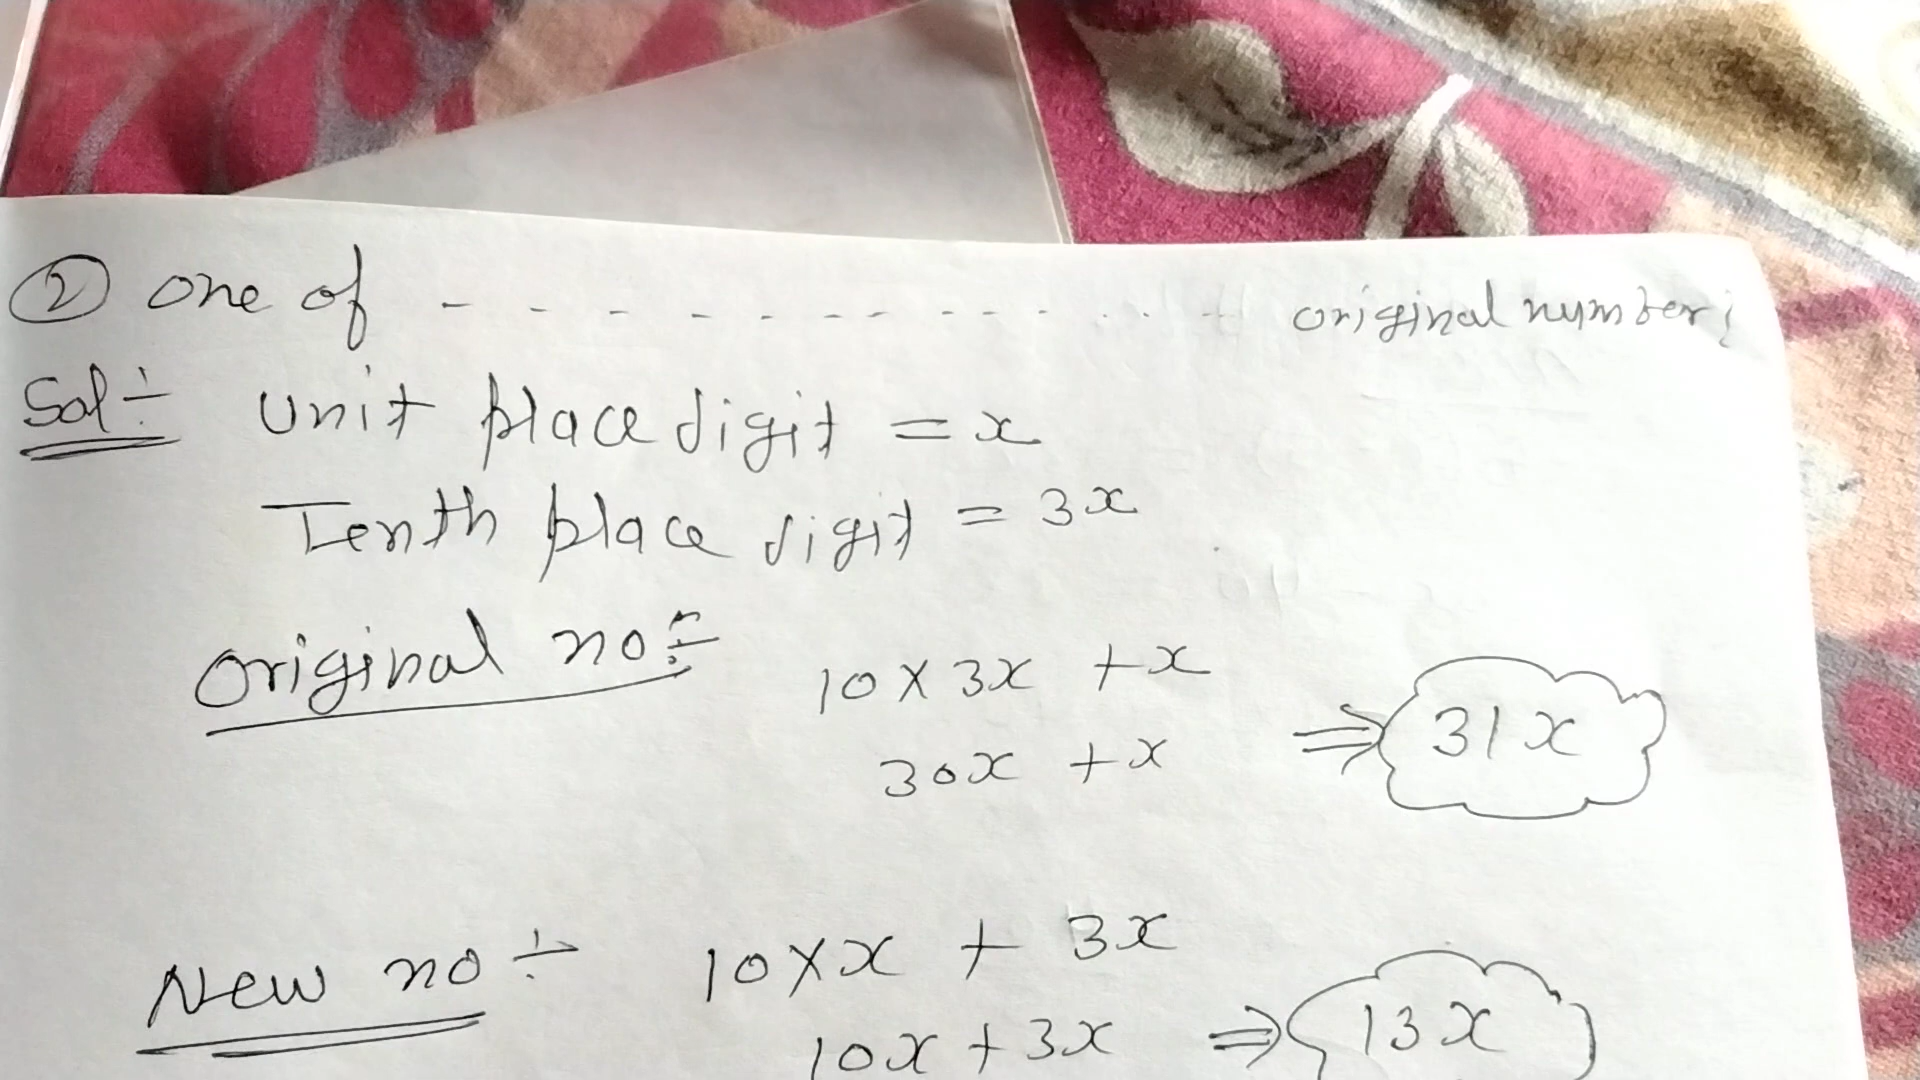 ② one of - - - - - - - - - - - - - original number;
Sol÷ Unit place digit = x
Tenth place digit = 3x
Original no÷ 10 × 3x + x
30x + x ⇒ 31x
New no÷ 10 × x + 3x
10x + 3x ⇒ 13x